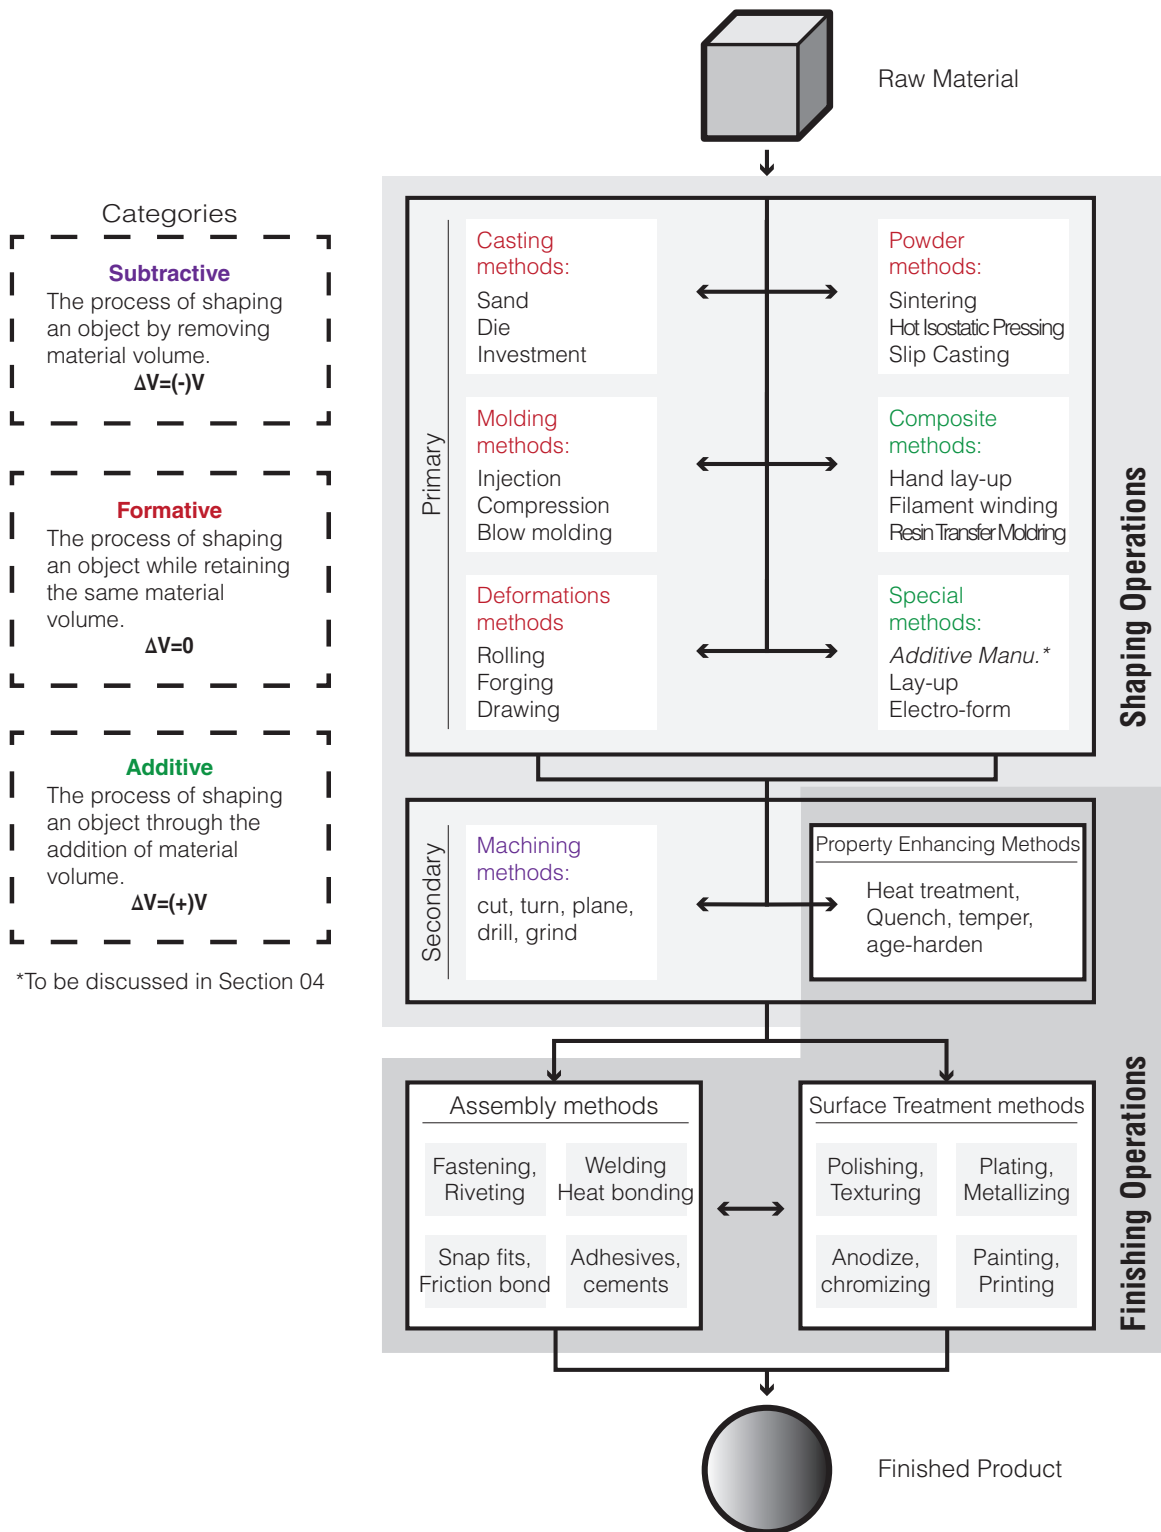 Raw Material
Categories
Subtractive
The process of shaping
an object by removing
material volume.
ΔV=(-)V
Formative
The process of shaping
an object while retaining
the same material
volume.
ΔV=0
Additive
The process of shaping
an object through the
addition of material
volume.
ΔV=(+)V
*To be discussed in Section 04
Shaping Operations
Primary
Casting
methods:
Sand
Die
Investment
Powder
methods:
Sintering
Hot Isostatic Pressing
Slip Casting
Molding
methods:
Injection
Compression
Blow molding
Composite
methods:
Hand lay-up
Filament winding
Resin Transfer Moldring
Deformations
methods
Rolling
Forging
Drawing
Special
methods:
Additive Manu.*
Lay-up
Electro-form
Secondary
Machining
methods:
cut, turn, plane,
drill, grind
Property Enhancing Methods
Heat treatment,
Quench, temper,
age-harden
Finishing Operations
Assembly methods
Fastening,
Riveting
Welding
Heat bonding
Snap fits,
Friction bond
Adhesives,
cements
Surface Treatment methods
Polishing,
Texturing
Plating,
Metallizing
Anodize,
chromizing
Painting,
Printing
Finished Product